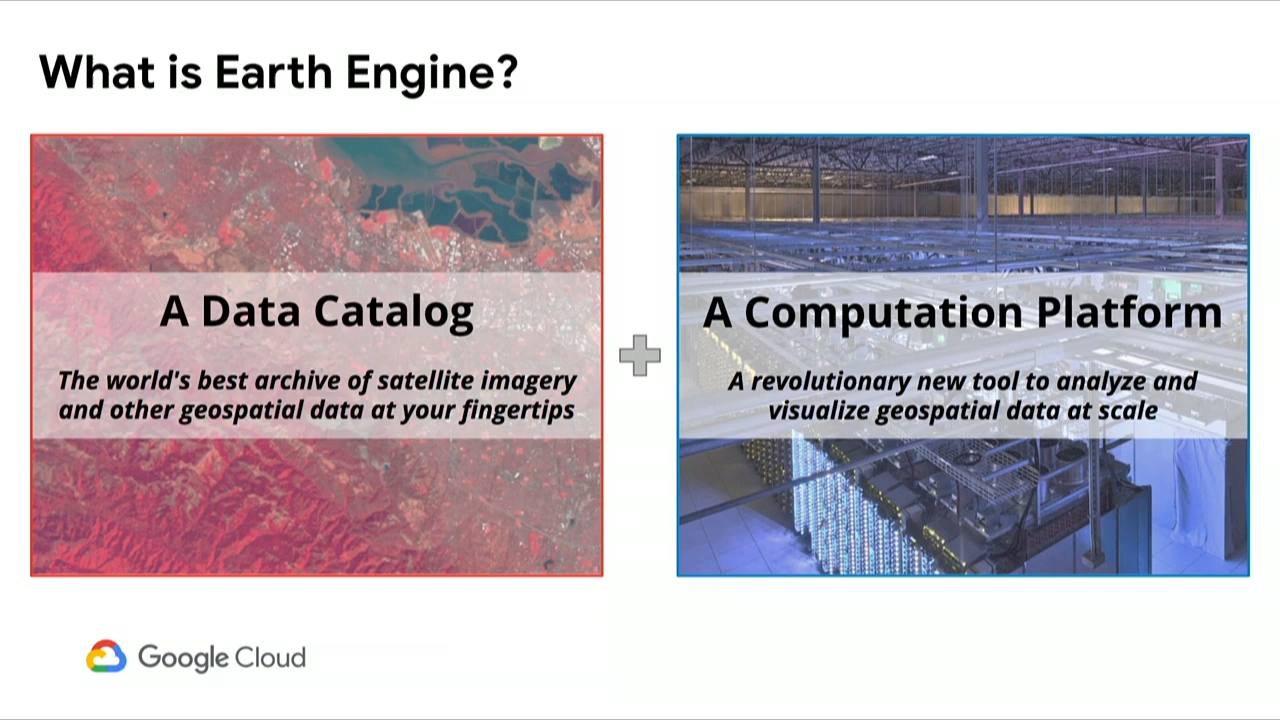 What is Earth Engine?
A Data Catalog
The world's best archive of satellite imagery
and other geospatial data at your fingertips
A Computation Platform
A revolutionary new tool to analyze and
visualize geospatial data at scale
Google Cloud